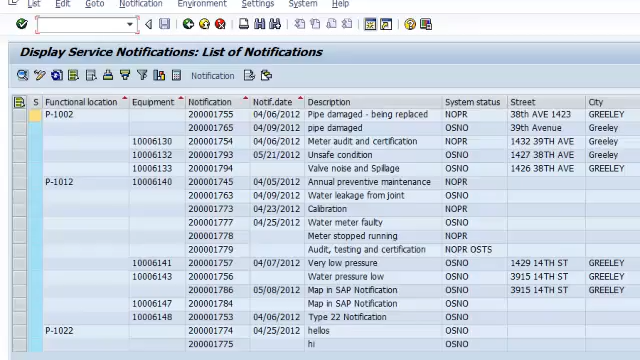 List Edit Goto Notification Environment Settings System Help
Display Service Notifications: List of Notifications
Notification
S Functional location Equipment Notification Notif.date Description System status Street City
P-1002 200001755 04/06/2012 Pipe damaged - being replaced NOPR 38th AVE 1423 GREELEY
200001765 04/09/2012 pipe damaged OSNO 39th Avenue Greeley
10006130 200001754 04/06/2012 Meter audit and certification NOPR 1432 39TH AVE GREELEY
10006132 200001793 05/21/2012 Unsafe condition OSNO 1427 38TH AVE GREELEY
10006133 200001794 Valve noise and Spillage OSNO 1426 38TH AVE GREELEY
P-1012 10006140 200001745 04/05/2012 Annual preventive maintenance NOPR
200001763 04/09/2012 Water leakage from joint OSNO
200001773 04/23/2012 Calibration NOPR
200001777 04/25/2012 Water meter faulty OSNO
200001778 Meter stopped running NOPR
200001779 Audit, testing and certification NOPR OSTS
10006141 200001757 04/07/2012 Very low pressure OSNO 1429 14TH ST GREELEY
10006143 200001756 Water pressure low OSNO 3915 14TH ST GREELEY
200001786 05/08/2012 Map in SAP Notification OSNO 3915 14TH ST GREELEY
10006147 200001784 Map in SAP Notification OSNO
10006148 200001753 04/06/2012 Type 22 Notification OSNO
P-1022 200001774 04/25/2012 hellos OSNO
200001775 hi OSNO